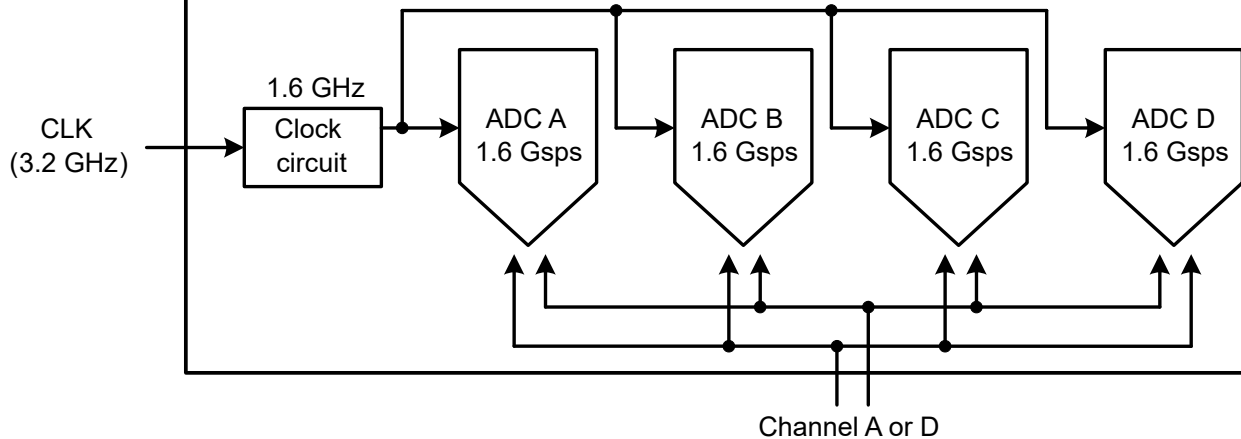 1.6 GHz
CLK
(3.2 GHz)
Clock
circuit
ADC A
1.6 Gsps
ADC B
1.6 Gsps
ADC C
1.6 Gsps
ADC D
1.6 Gsps
Channel A or D